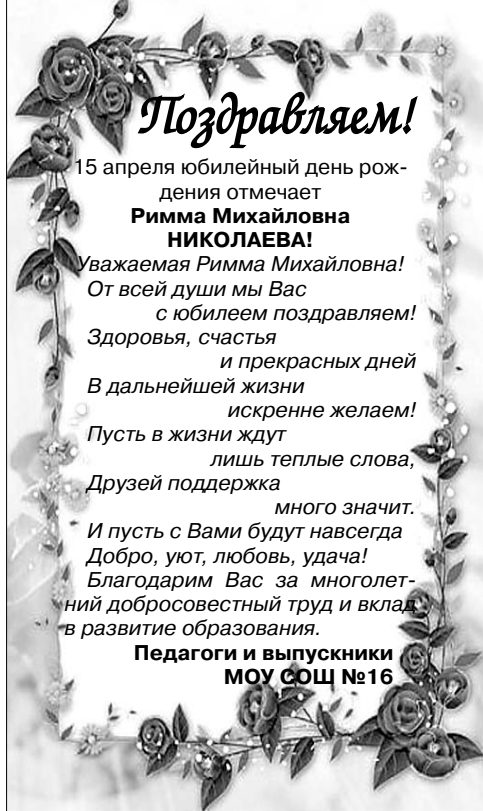 Поздравляем!
15 апреля юбилейный день рож-
дения отмечает
Римма Михайловна
НИКОЛАЕВА!
Уважаемая Римма Михайловна!
От всей души мы Вас
с юбилеем поздравляем!
Здоровья, счастья
и прекрасных дней
В дальнейшей жизни
искренне желаем!
Пусть в жизни ждут
лишь теплые слова,
Друзей поддержка
много значит.
И пусть с Вами будут навсегда
Добро, уют, любовь, удача!
Благодарим Вас за многолет-
ний добросовестный труд и вклад
в развитие образования.
Педагоги и выпускники
МОУ СОШ №16